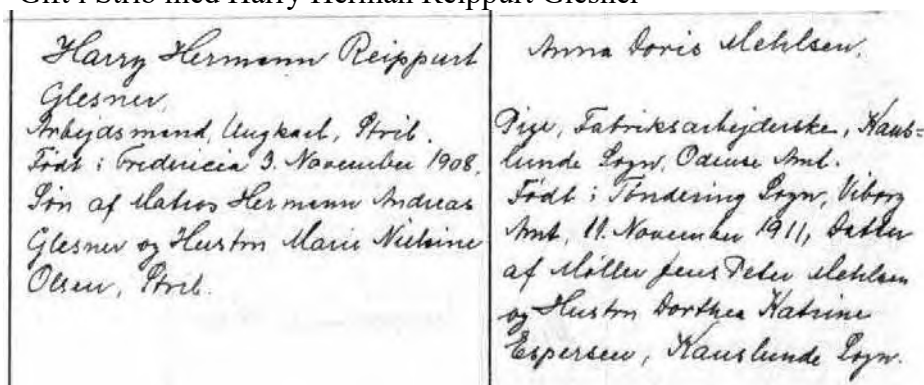 Gift i Strib med Harry Herman Reippurt Glesner
Harry Hermann Reippurt
Glesner,
Arbejdsmand, Ungkarl, Strib.
Født i Fredericia 3. November 1908,
Søn af Matros Hermann Andreas
Glesner og Hustru Marie Nielsine
Olsen, Strib.
Anna Doris Mehlsen,
Pige, Fabriksarbejderske, Kaus=
lunde Sogn, Odense Amt.
Født i Tøndering Sogn, Viborg
Amt, 11. November 1911, Datter
af Møller Jens Peter Mehlsen
og Hustru Dorthea Katrine
Espersen, Kauslunde Sogn.